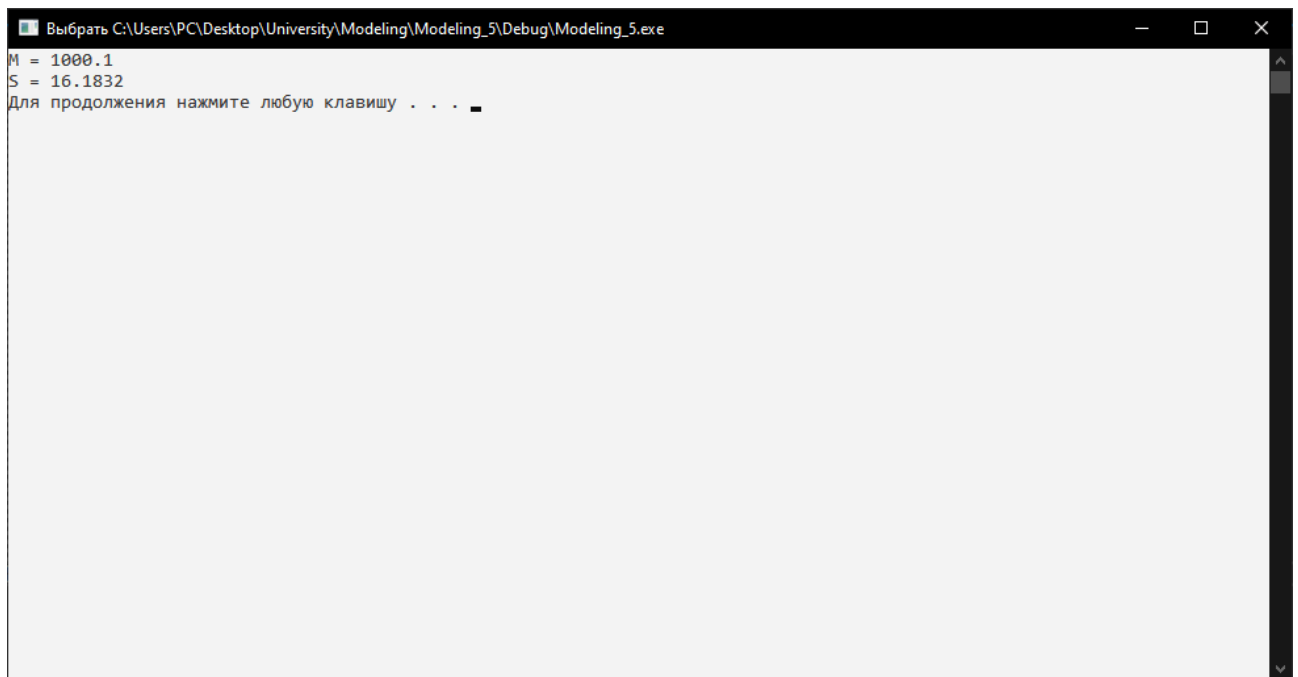 Выбрать C:\Users\PC\Desktop\University\Modeling\Modeling_5\Debug\Modeling_5.exe
M = 1000.1
S = 16.1832
Для продолжения нажмите любую клавишу . . .